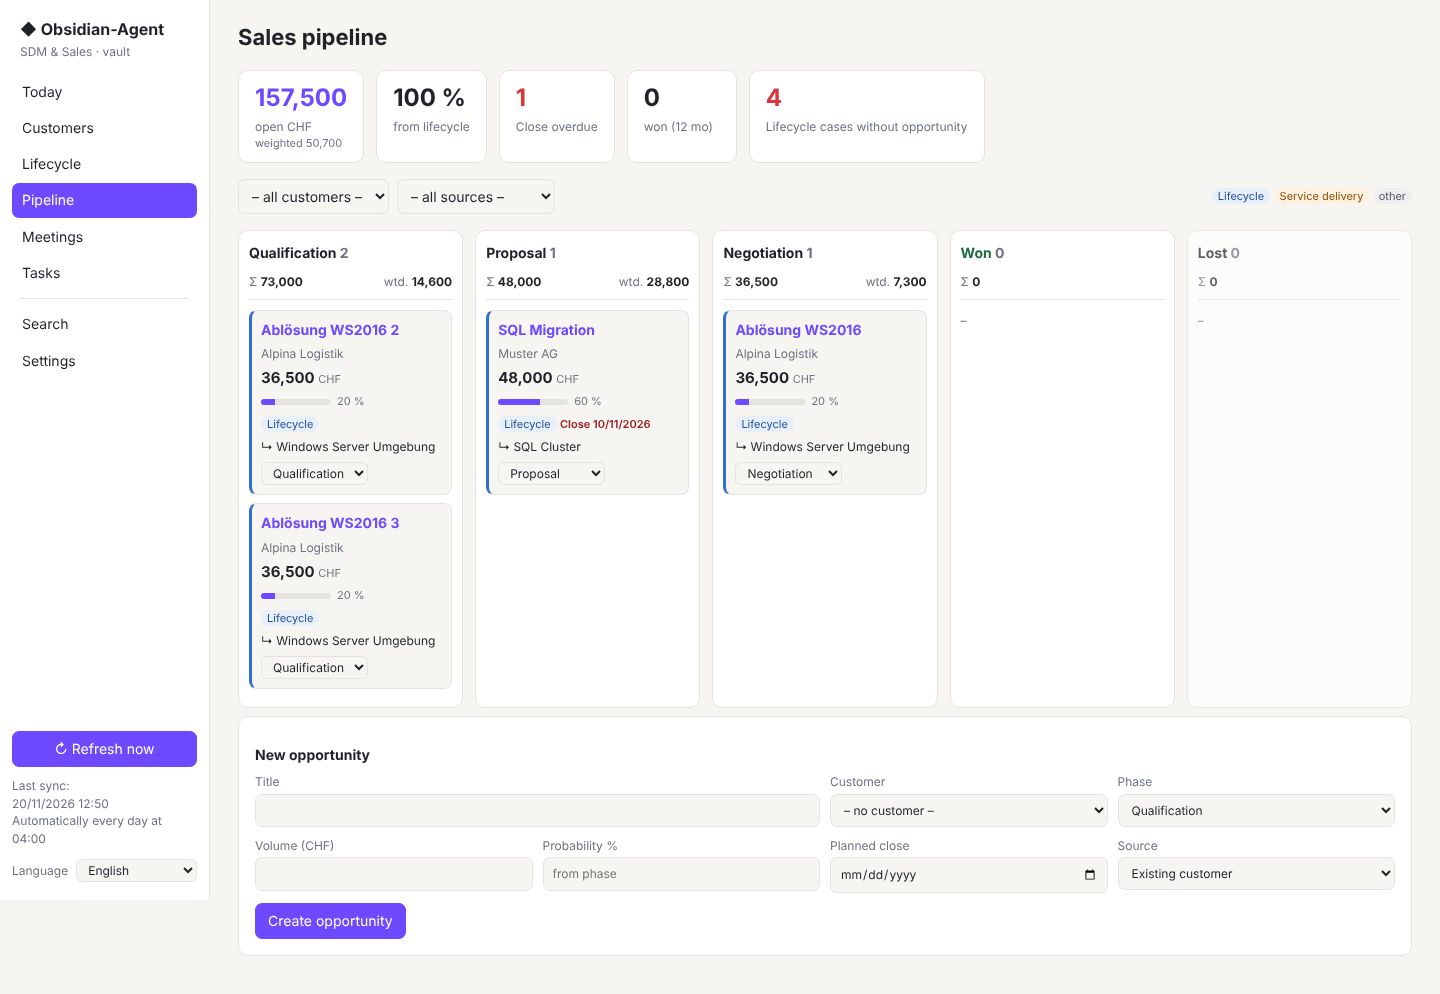 ◆ Obsidian-Agent
SDM & Sales · vault
Today
Customers
Lifecycle
Pipeline
Meetings
Tasks
Search
Settings
↻ Refresh now
Last sync:
20/11/2026 12:50
Automatically every day at
04:00
Language English
Sales pipeline
157,500
open CHF
weighted 50,700
100 %
from lifecycle
1
Close overdue
0
won (12 mo)
4
Lifecycle cases without opportunity
– all customers –
– all sources –
Lifecycle Service delivery other
Qualification 2
Σ 73,000 wtd. 14,600
Ablösung WS2016 2
Alpina Logistik
36,500 CHF
20 %
Lifecycle
↳ Windows Server Umgebung
Qualification
Ablösung WS2016 3
Alpina Logistik
36,500 CHF
20 %
Lifecycle
↳ Windows Server Umgebung
Qualification
Proposal 1
Σ 48,000 wtd. 28,800
SQL Migration
Muster AG
48,000 CHF
60 %
Lifecycle Close 10/11/2026
↳ SQL Cluster
Proposal
Negotiation 1
Σ 36,500 wtd. 7,300
Ablösung WS2016
Alpina Logistik
36,500 CHF
20 %
Lifecycle
↳ Windows Server Umgebung
Negotiation
Won 0
Σ 0
–
Lost 0
Σ 0
–
New opportunity
Title
Customer
– no customer –
Phase
Qualification
Volume (CHF)
Probability %
from phase
Planned close
mm/dd/yyyy
Source
Existing customer
Create opportunity